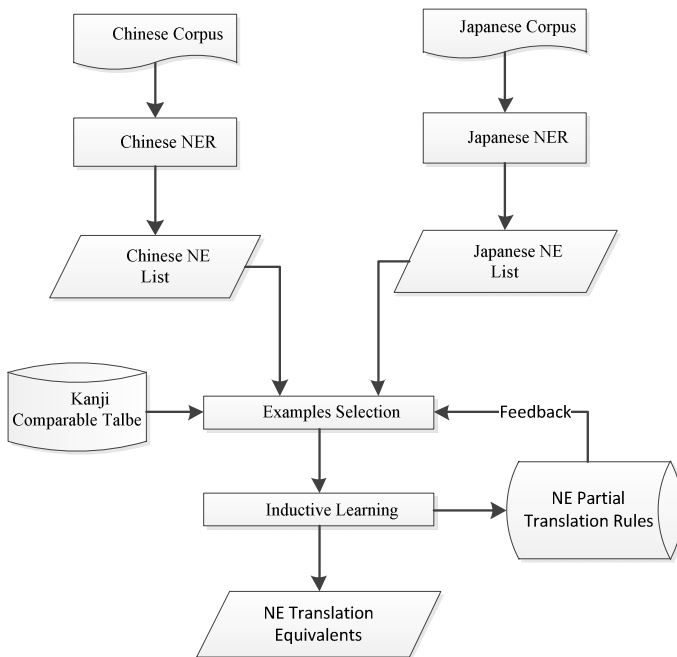 Chinese Corpus
Japanese Corpus
Chinese NER
Japanese NER
Chinese NE
List
Japanese NE
List
Kanji
Comparable Talbe
Examples Selection
Feedback
Inductive Learning
NE Partial
Translation Rules
NE Translation
Equivalents